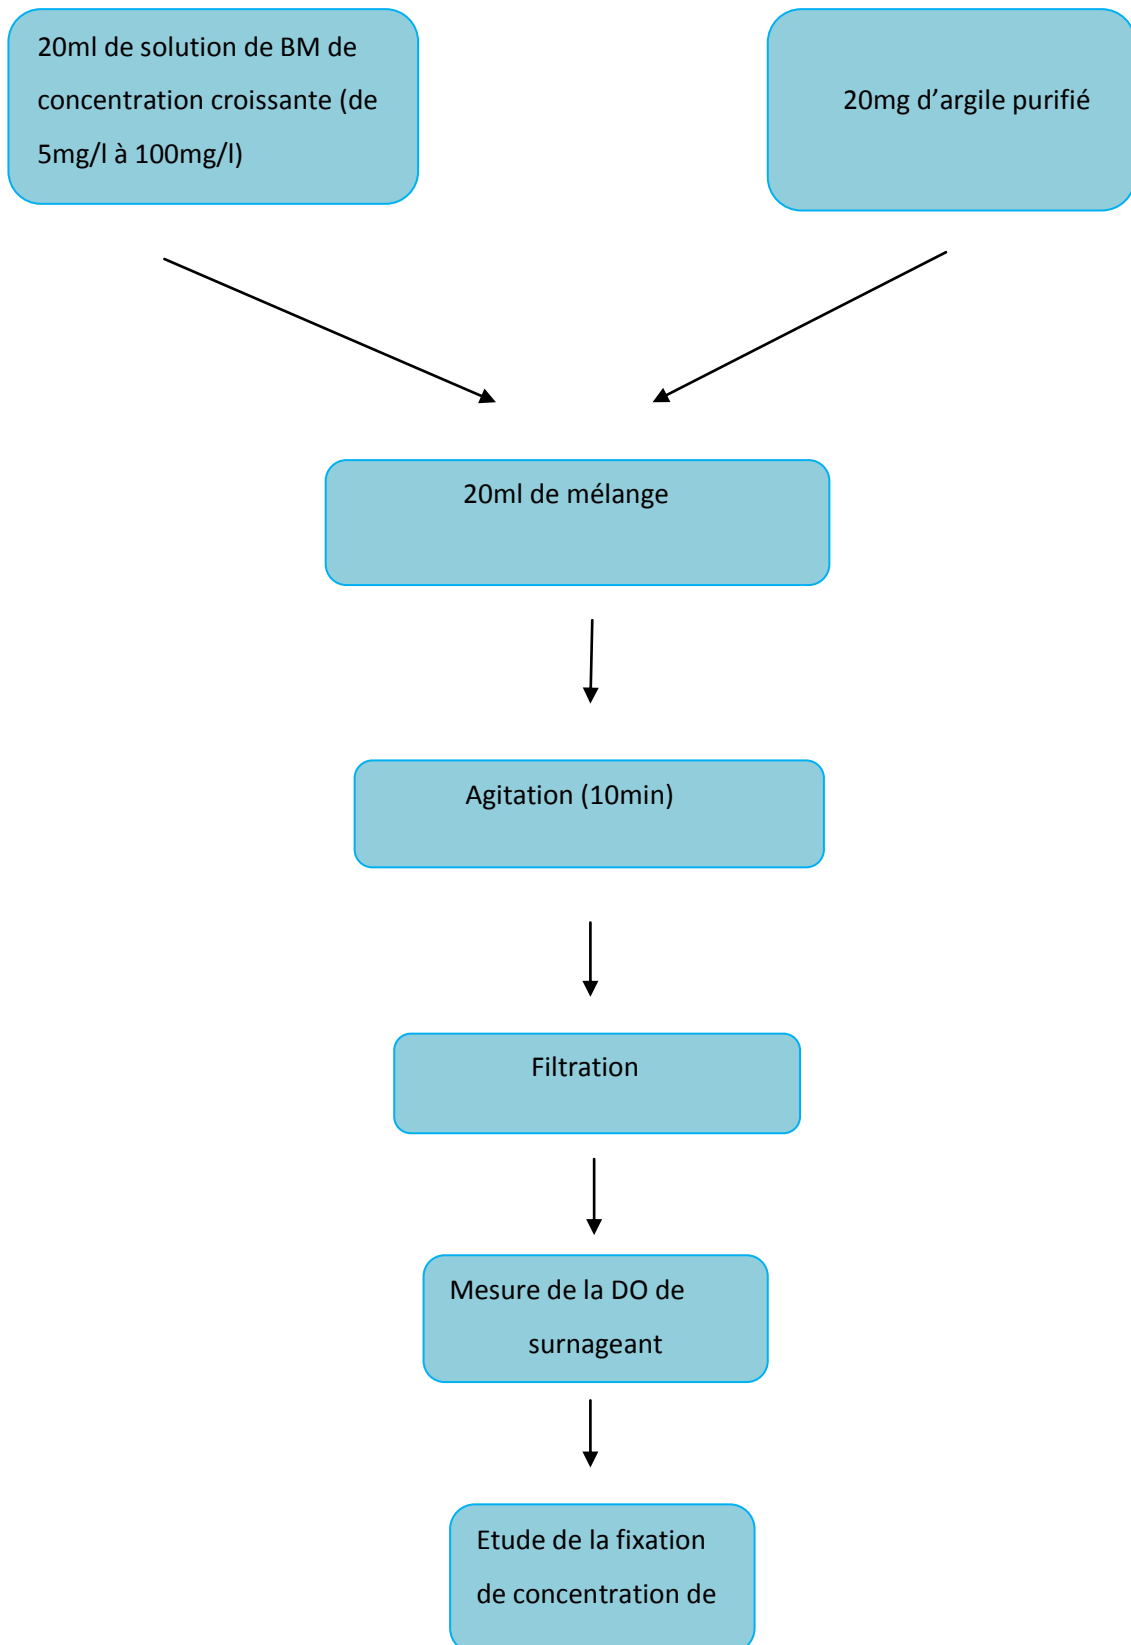 20ml de solution de BM de
concentration croissante (de
5mg/l à 100mg/l)
20mg d’argile purifié
20ml de mélange
Agitation (10min)
Filtration
Mesure de la DO de
surnageant
Etude de la fixation
de concentration de